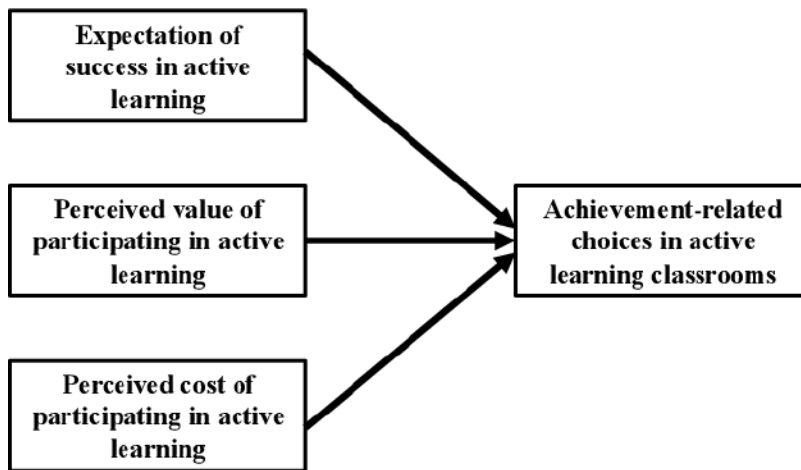 Expectation of
success in active
learning
Perceived value of
participating in active
learning
Achievement-related
choices in active
learning classrooms
Perceived cost of
participating in active
learning